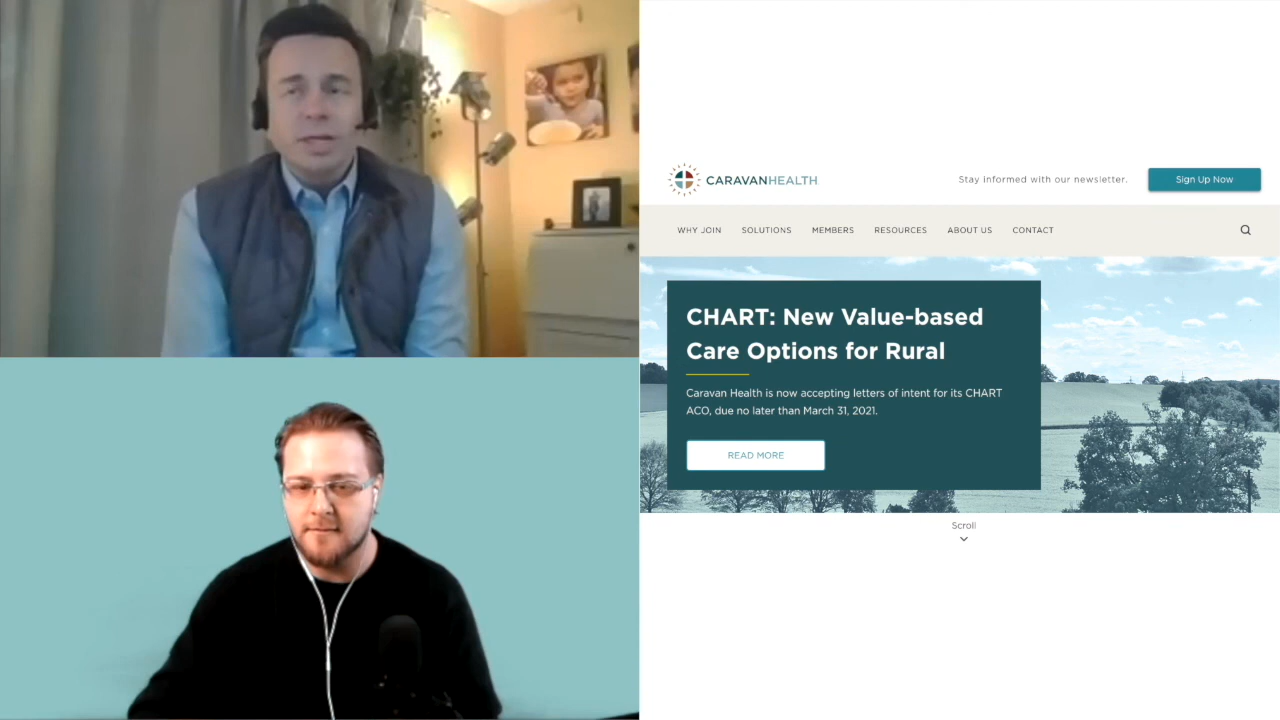 CARAVANHEALTH
Stay informed with our newsletter.
Sign Up Now
WHY JOIN
SOLUTIONS
MEMBERS
RESOURCES
ABOUT US
CONTACT
CHART: New Value-based
Care Options for Rural
Caravan Health is now accepting letters of intent for its CHART
ACO, due no later than March 31, 2021.
READ MORE
Scroll